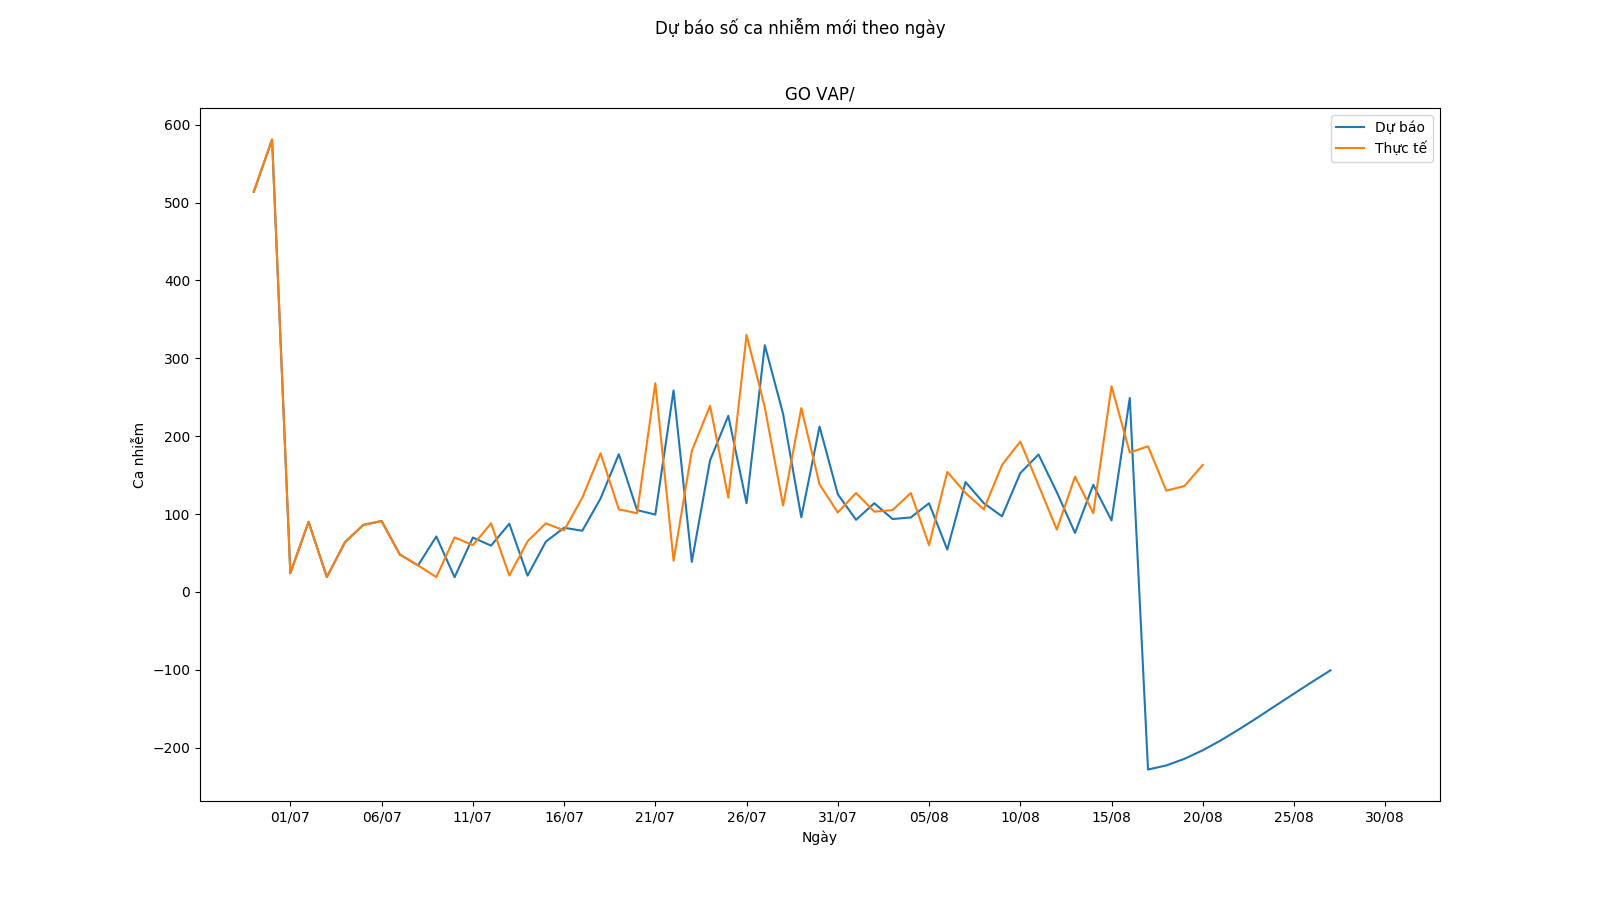 Dự báo số ca nhiễm mới theo ngày
GO VAP/
Dự báo
Thực tế
600
500
400
300
200
100
0
−100
−200
Ca nhiễm
01/07 06/07 11/07 16/07 21/07 26/07 31/07 05/08 10/08 15/08 20/08 25/08 30/08
Ngày